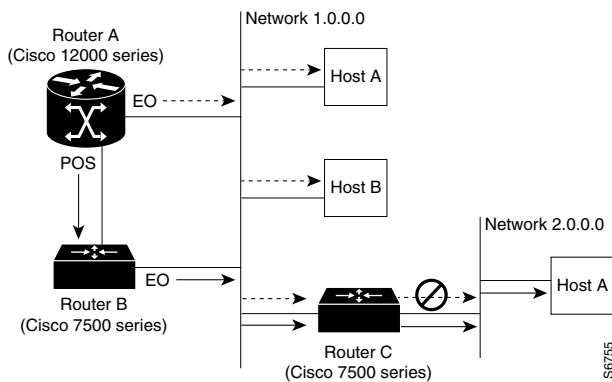 Network 1.0.0.0
Router A
(Cisco 12000 series)
EO
Host A
POS
Host B
Network 2.0.0.0
EO
Host A
Router B
(Cisco 7500 series)
Router C
(Cisco 7500 series)
S6755